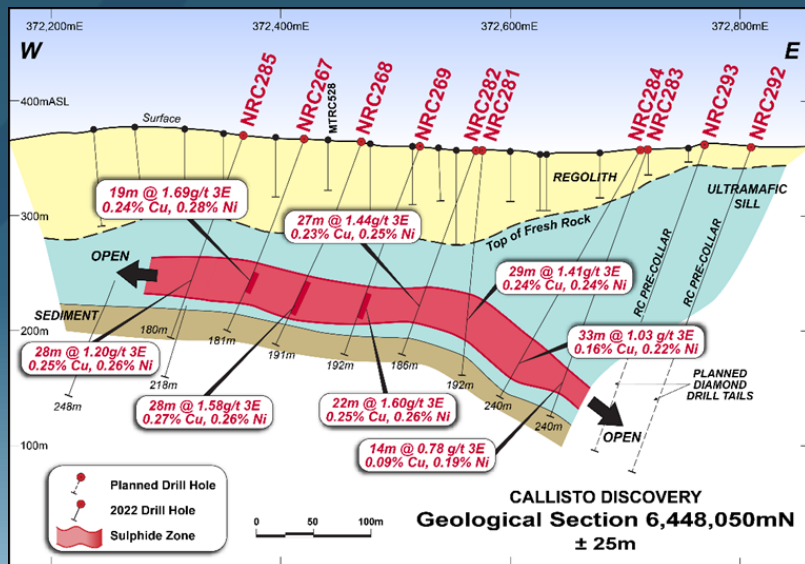 372,200mE
372,400mE
372,600mE
372,800mE
W
E
NRC285
NRC267
MTRC528
NRC268
NRC269
NRC282
NRC281
NRC284
NRC283
NRC293
NRC292
400mASL
Surface
REGOLITH
ULTRAMAFIC
SILL
19m @ 1.69g/t 3E
0.24% Cu, 0.28% Ni
27m @ 1.44g/t 3E
0.23% Cu, 0.25% Ni
300m
Top of Fresh Rock
OPEN
RC PRE-COLLAR
RC PRE-COLLAR
29m @ 1.41g/t 3E
0.24% Cu, 0.24% Ni
SEDIMENT
200m
180m
181m
191m
192m
186m
192m
33m @ 1.03 g/t 3E
0.16% Cu, 0.22% Ni
28m @ 1.20g/t 3E
0.25% Cu, 0.26% Ni
218m
248m
28m @ 1.58g/t 3E
0.27% Cu, 0.26% Ni
22m @ 1.60g/t 3E
0.25% Cu, 0.26% Ni
240m
240m
PLANNED
DIAMOND
DRILL TAILS
OPEN
100m
14m @ 0.78 g/t 3E
0.09% Cu, 0.19% Ni
Planned Drill Hole
2022 Drill Hole
Sulphide Zone
0
50
100m
CALLISTO DISCOVERY
Geological Section 6,448,050mN
± 25m